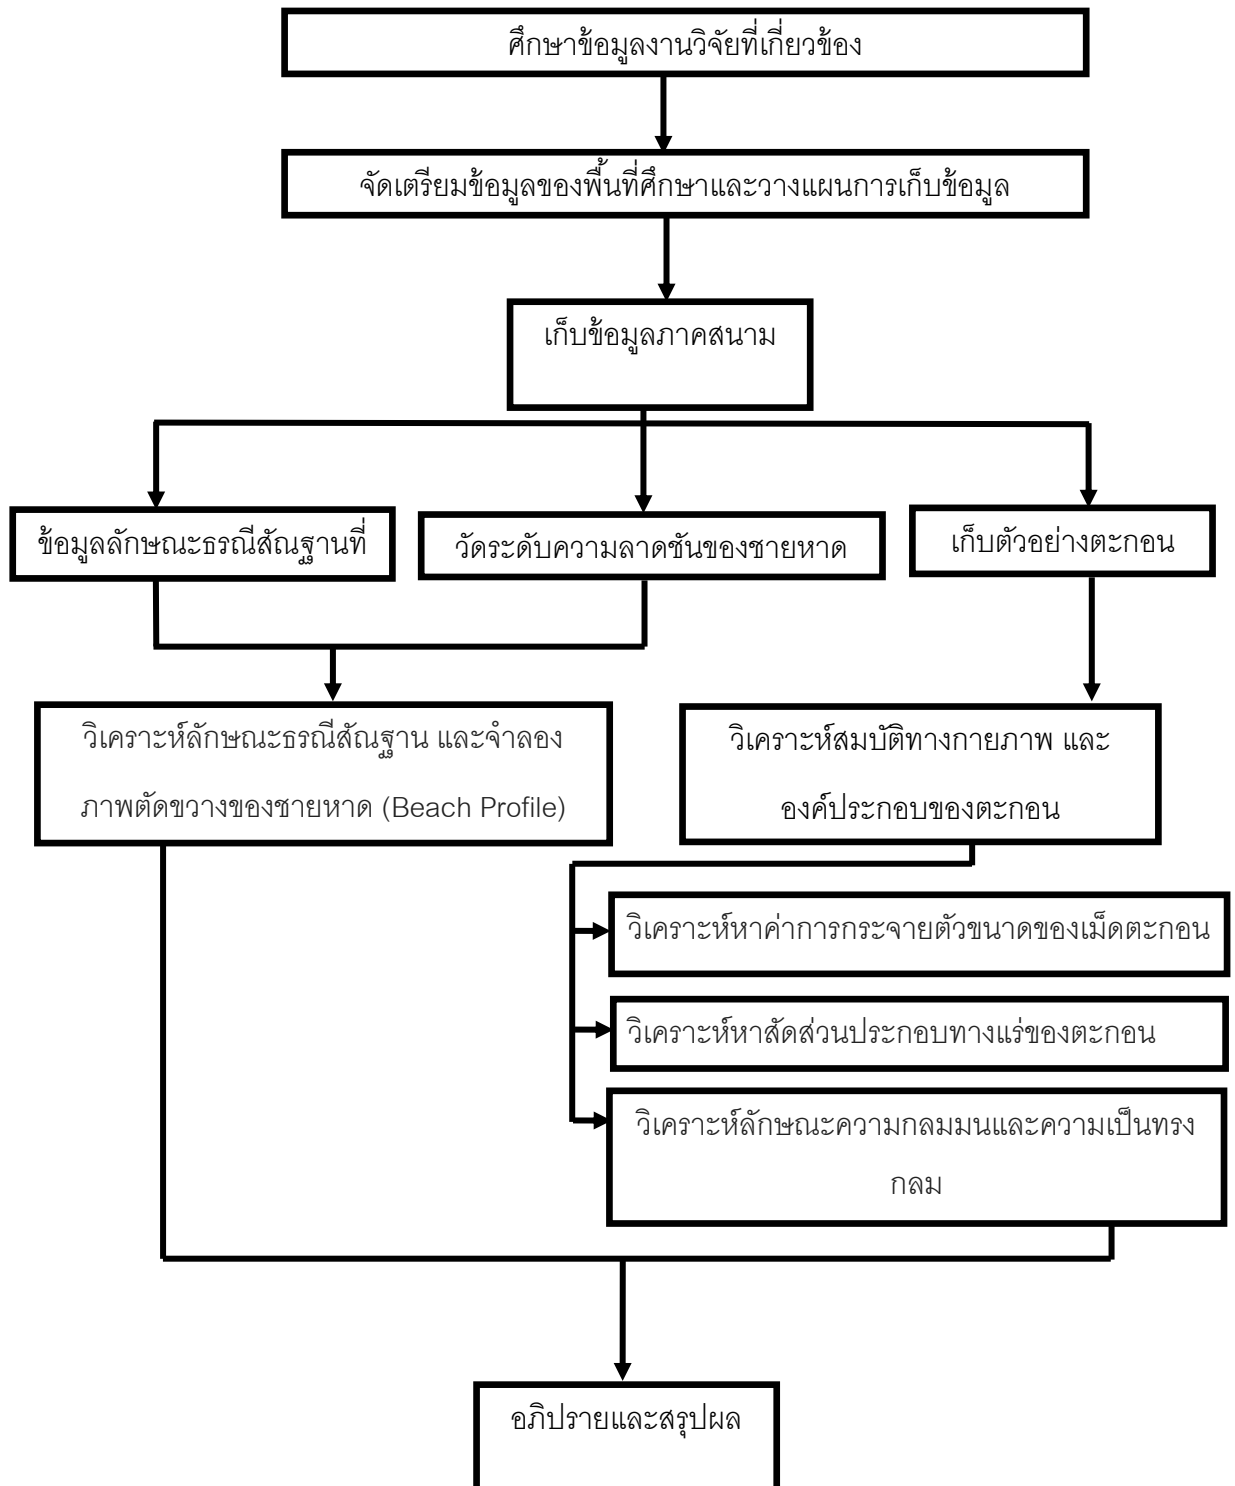 ศึกษาข้อมูลงานวิจัยที่เกี่ยวข้อง
จัดเตรียมข้อมูลของพื้นที่ศึกษาและวางแผนการเก็บข้อมูล
เก็บข้อมูลภาคสนาม
ข้อมูลลักษณะธรณีสัณฐานที่
วัดระดับความลาดชันของชายหาด
เก็บตัวอย่างตะกอน
วิเคราะห์ลักษณะธรณีสัณฐาน และจำลอง
ภาพตัดขวางของชายหาด (Beach Profile)
วิเคราะห์สมบัติทางกายภาพ และ
องค์ประกอบของตะกอน
วิเคราะห์หาค่าการกระจายตัวขนาดของเม็ดตะกอน
วิเคราะห์หาสัดส่วนประกอบทางแร่ของตะกอน
วิเคราะห์ลักษณะความกลมมนและความเป็นทรง
กลม
อภิปรายและสรุปผล